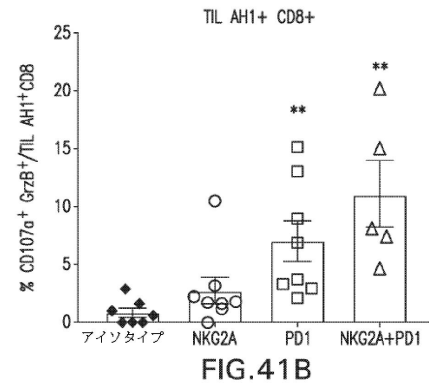 TIL AH1+ CD8+
% CD107a⁺ GrzB⁺/TIL AH1⁺CD8
25
20
15
10
5
0
** **
アイソタイプ NKG2A PD1 NKG2A+PD1
FIG.41B